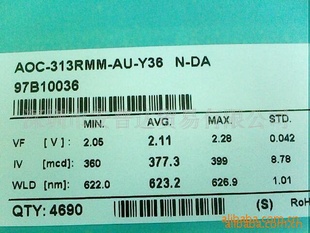 AOC-313RMM-AU-Y36 N-DA
97B10036
MIN. AVG. MAX. STD.
VF [ V ] : 2.05 2.11 2.28 0.042
IV [mcd] : 360 377.3 399 8.78
WLD [nm] : 622.0 623.2 626.9 1.01
QTY: 4690 (S) RoH